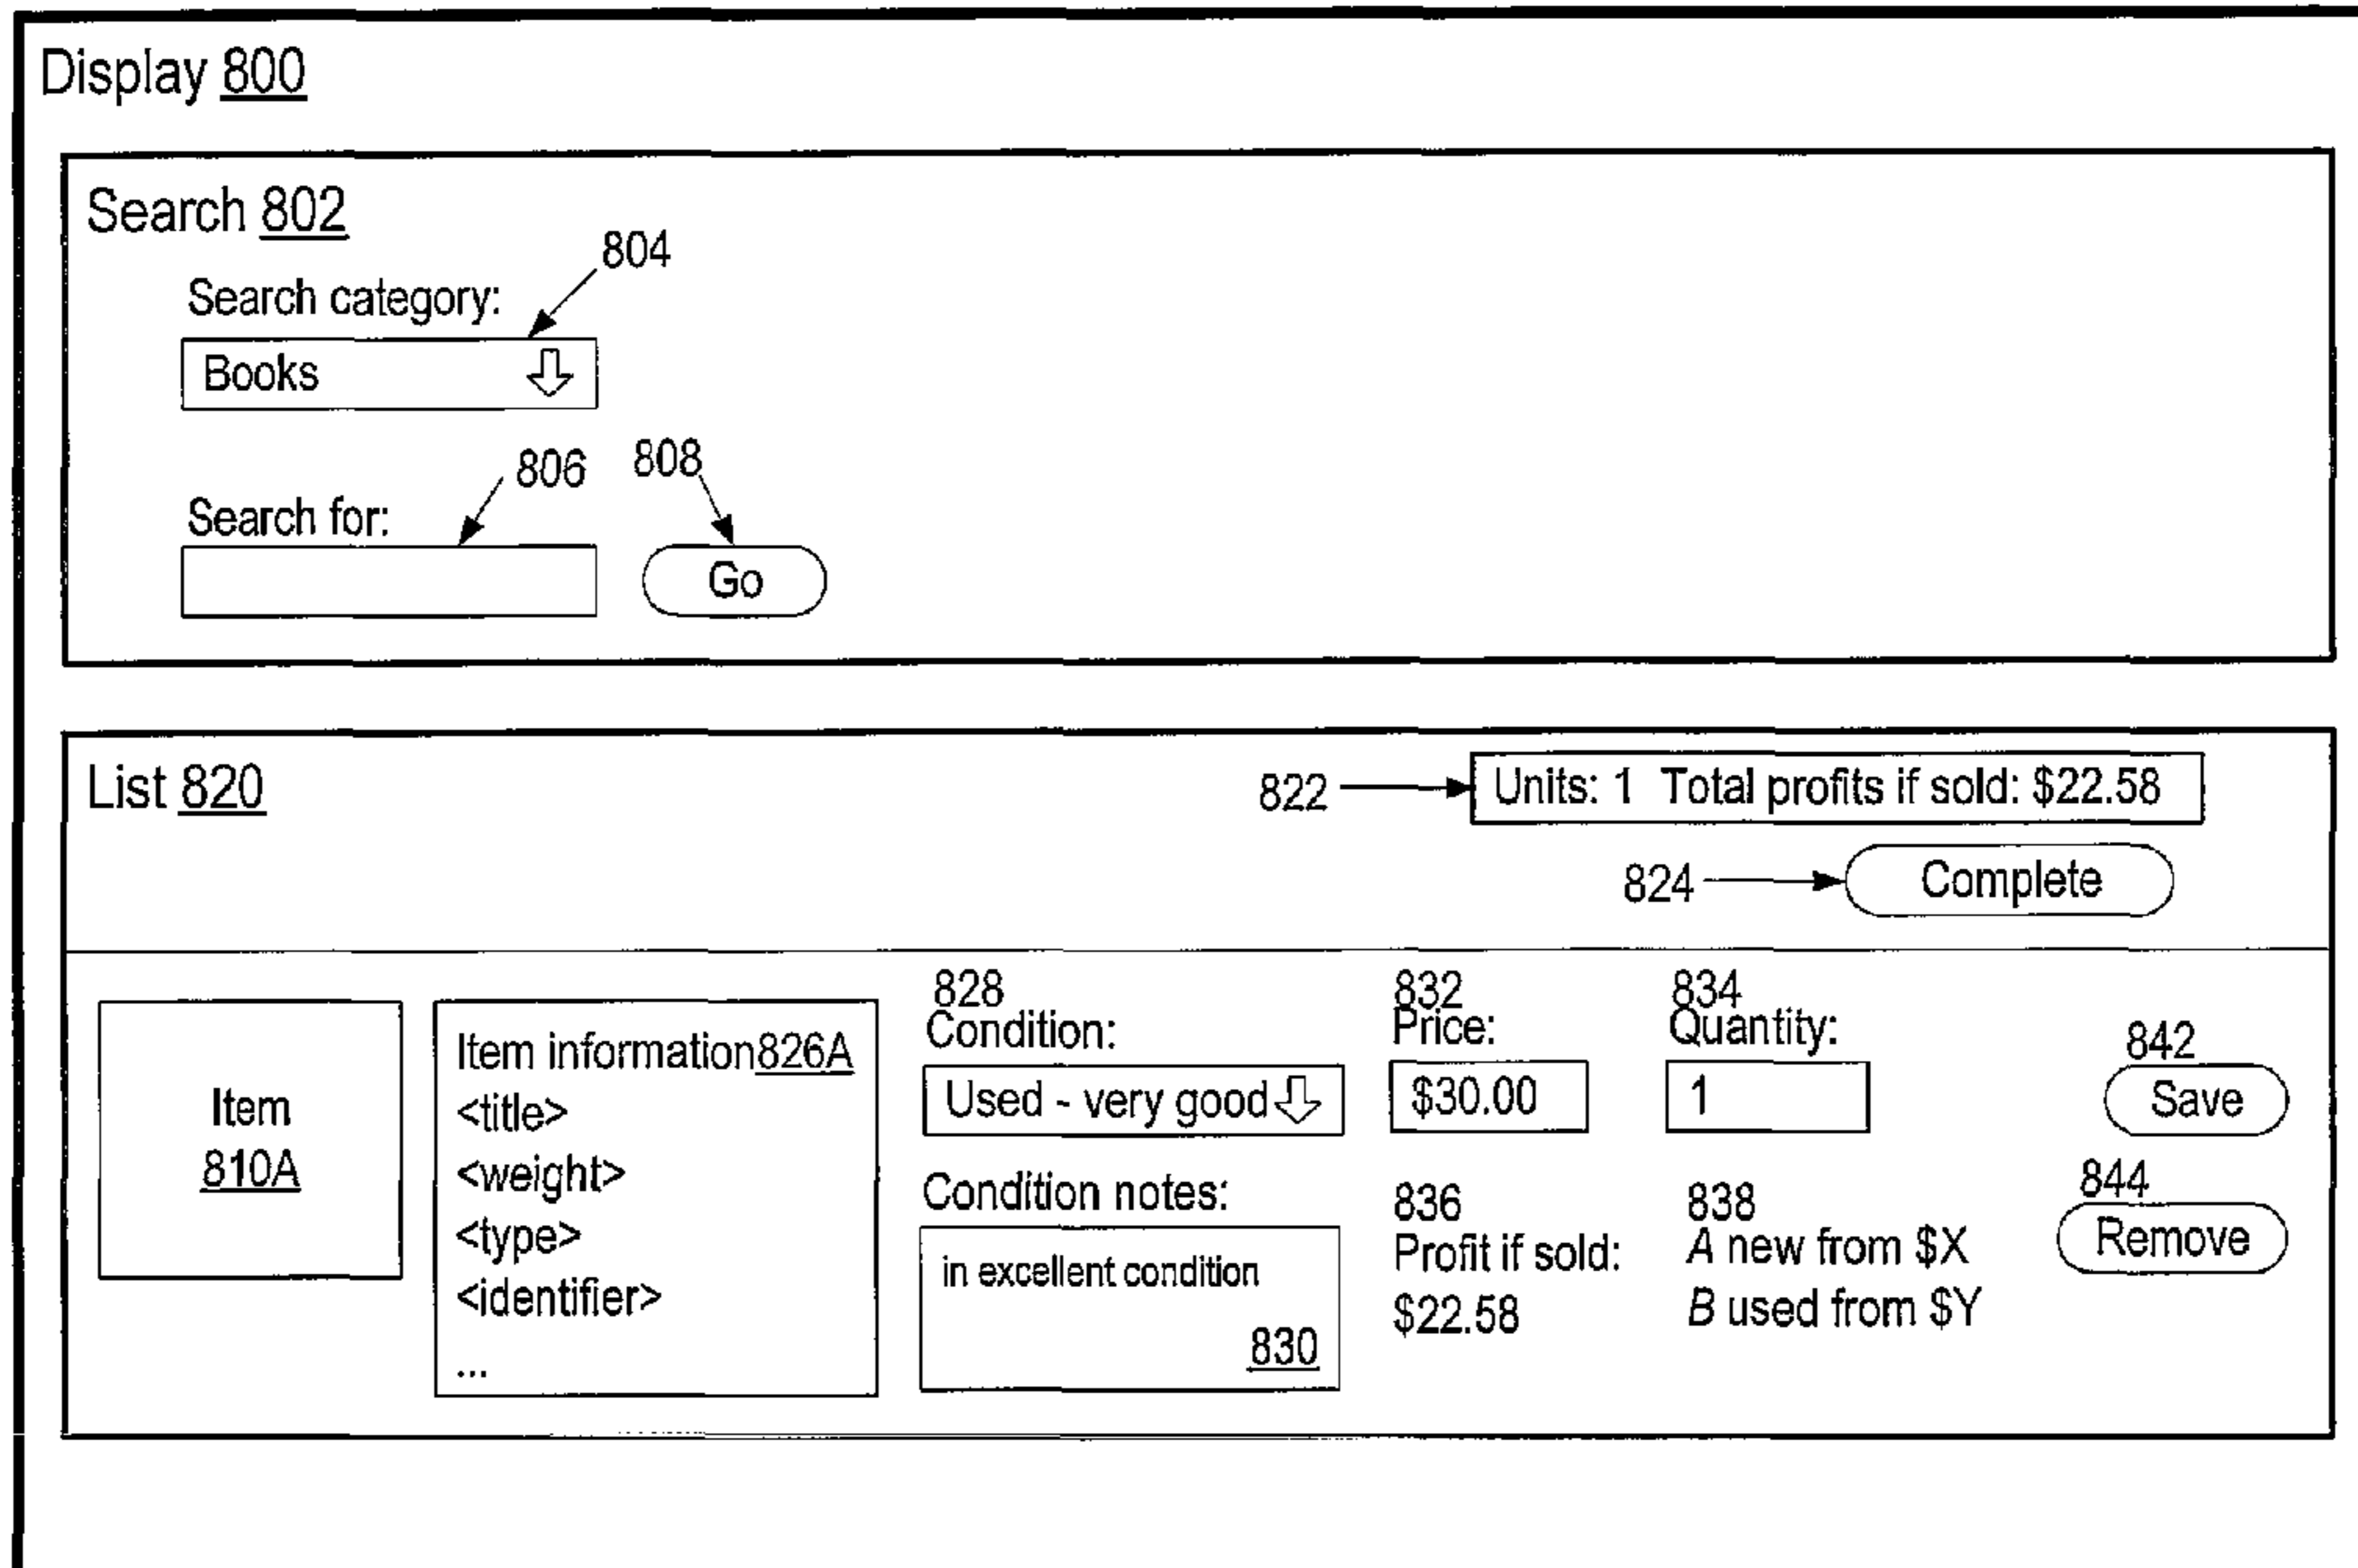 Display 800
Search 802
804
Search category:
Books
806
808
Search for:
Go
List 820
822
Units: 1 Total profits if sold: $22.58
824
Complete
Item
810A
Item information826A
<title>
<weight>
<type>
<identifier>
...
828
Condition:
Used - very good
Condition notes:
in excellent condition
830
832
Price:
$30.00
834
Quantity:
1
836
Profit if sold:
$22.58
838
A new from $X
B used from $Y
842
Save
844
Remove